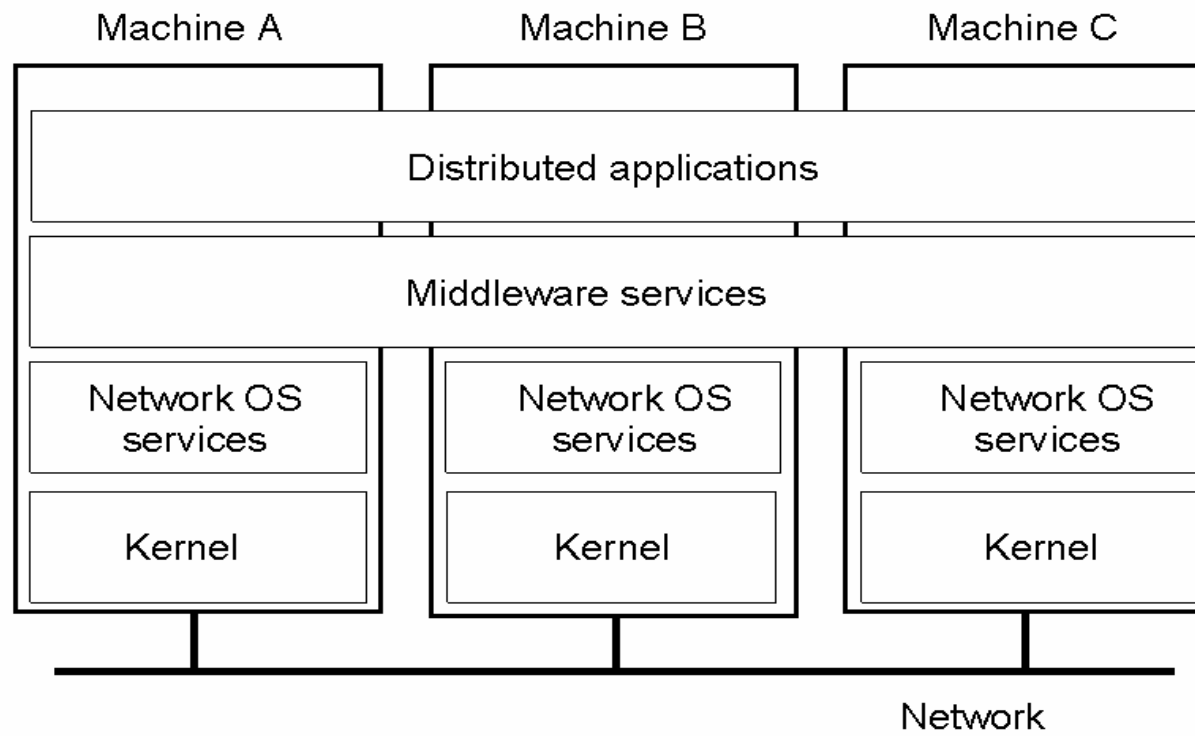 Machine A
Machine B
Machine C
Distributed applications
Middleware services
Network OS
services
Network OS
services
Network OS
services
Kernel
Kernel
Kernel
Network